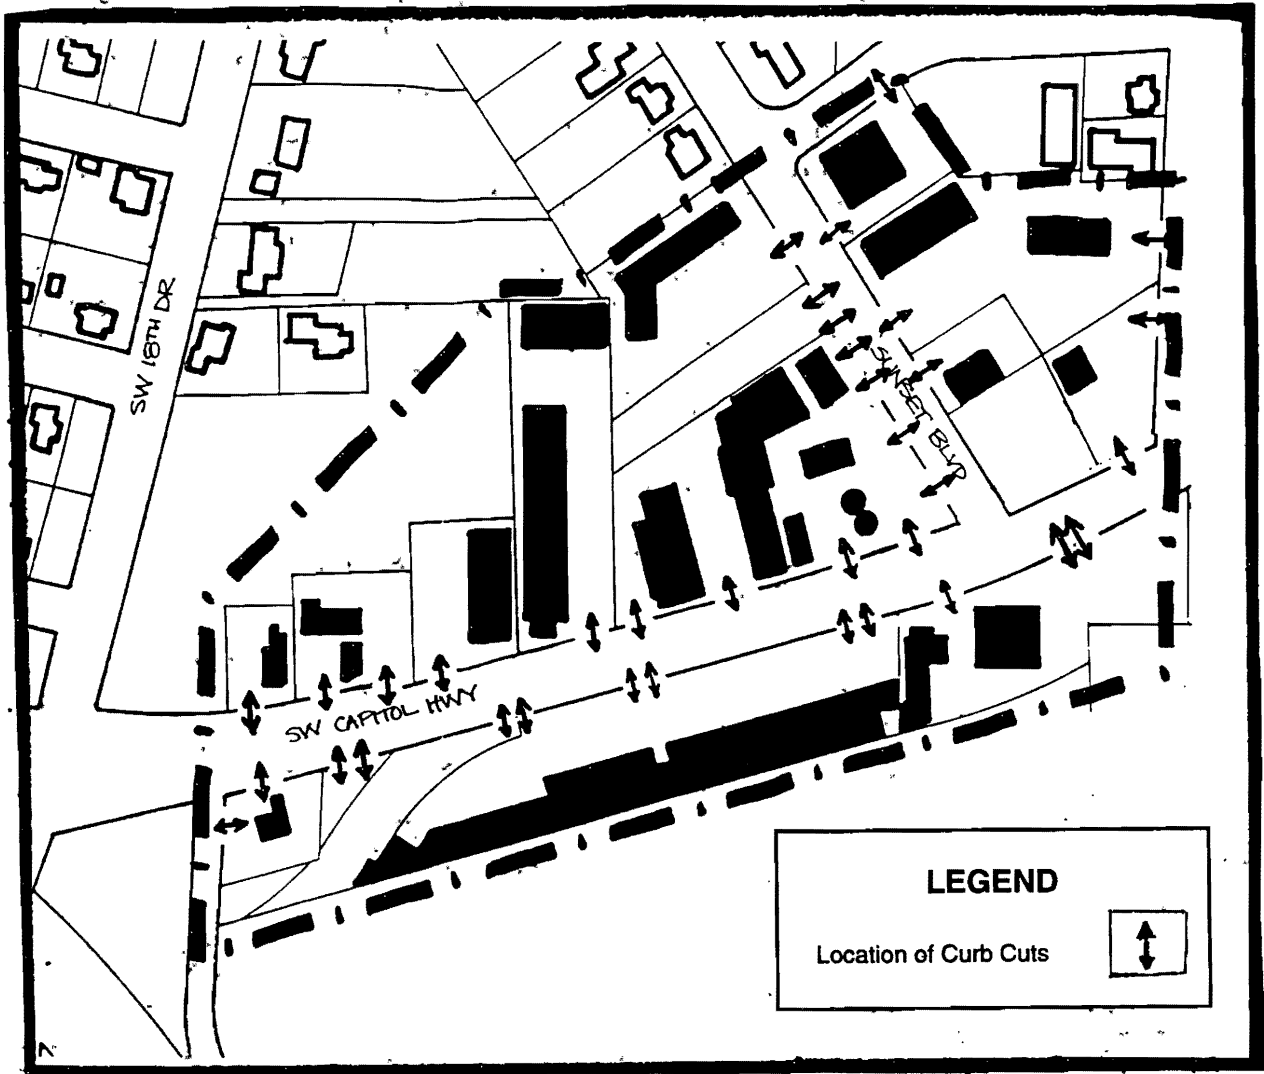 SW 18TH DR
SUNSET BLVD
SW CAPITOL HWY
LEGEND
Location of Curb Cuts